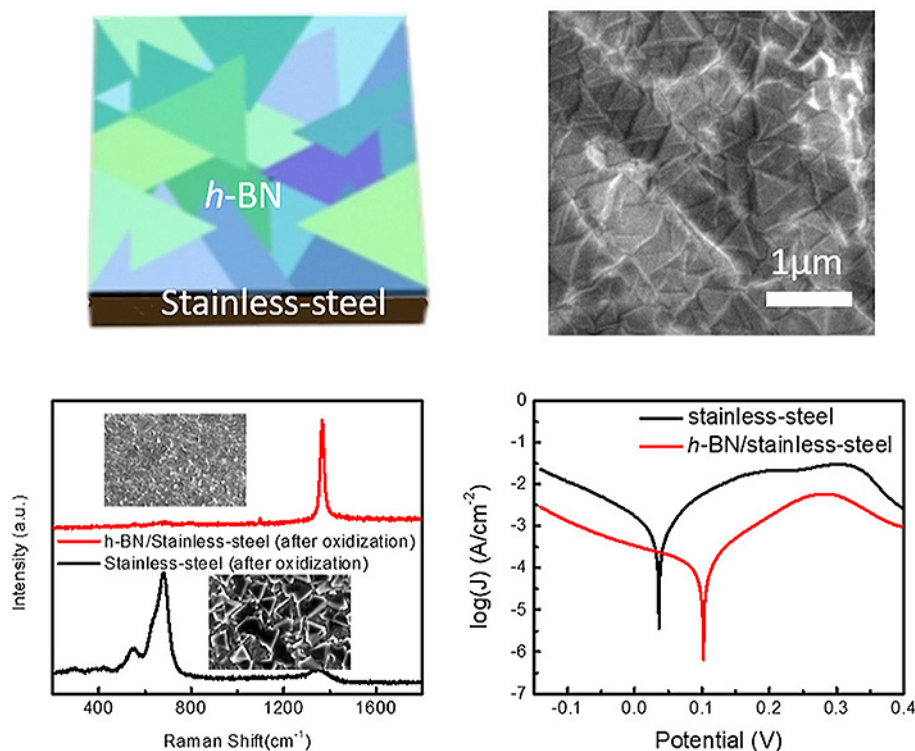 h-BN
Stainless-steel
1μm
Intensity (a.u.)
h-BN/Stainless-steel (after oxidization)
Stainless-steel (after oxidization)
400 800 1200 1600
Raman Shift(cm⁻¹)
log(J) (A/cm⁻²)
0
-1
-2
-3
-4
-5
-6
-7
stainless-steel
h-BN/stainless-steel
-0.1 0.0 0.1 0.2 0.3 0.4
Potential (V)